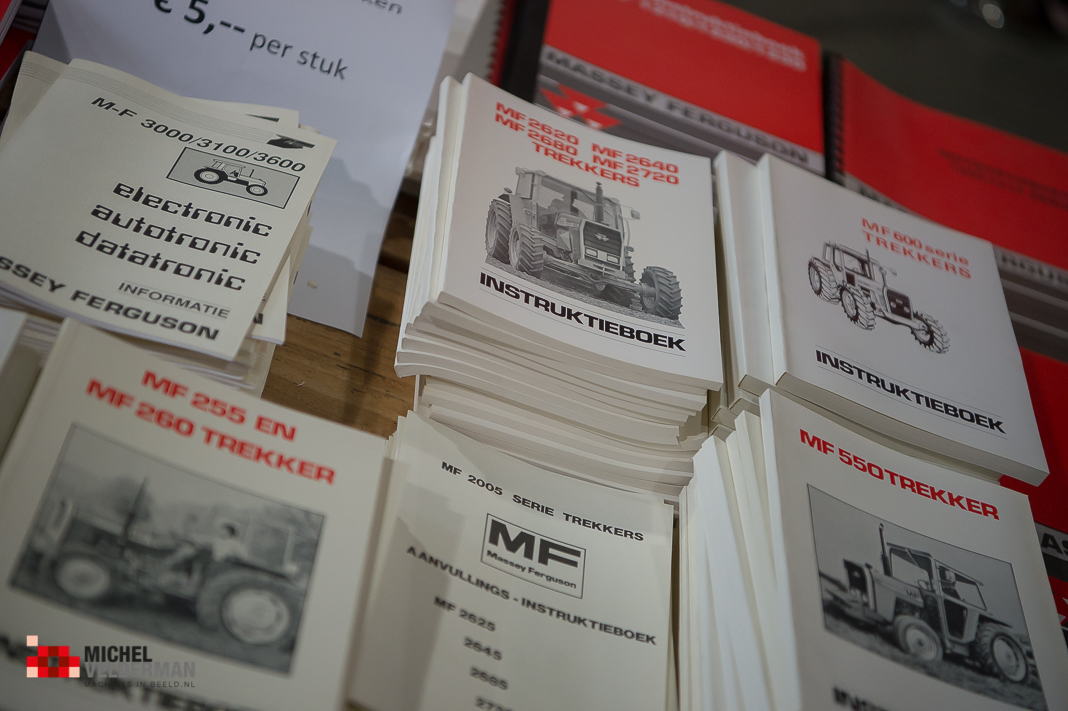 € 5,-- per stuk
M-F 3000/3100/3600
electronic
autotronic
datatronic
INFORMATIE
SSEY FERGUSON
MF 2620 MF 2640
MF 2680 MF 2720
TREKKERS
INSTRUKTIEBOEK
MASSEY FERGUSON
MF 600 serie
TREKKERS
INSTRUKTIEBOEK
MF 255 EN
MF 260 TREKKER
MF 2005 SERIE TREKKERS
MF
Massey Ferguson
AANVULLINGS-INSTRUKTIEBOEK
MF 2625
2645
2685
MF 550 TREKKER
MICHEL
VELDERMAN